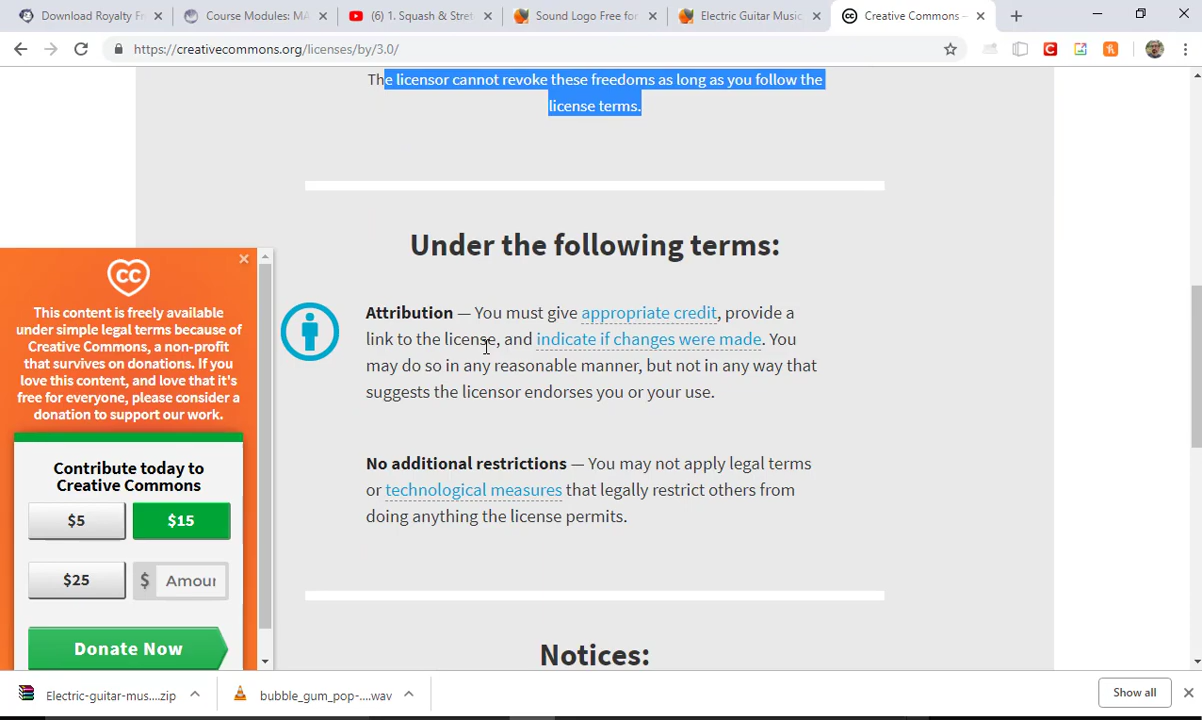 Download Royalty Fr
Course Modules: MA
(6) 1. Squash & Stret
Sound Logo Free for
Electric Guitar Music
Creative Commons –
https://creativecommons.org/licenses/by/3.0/
The licensor cannot revoke these freedoms as long as you follow the
license terms.
Under the following terms:
Attribution — You must give appropriate credit, provide a
link to the license, and indicate if changes were made. You
may do so in any reasonable manner, but not in any way that
suggests the licensor endorses you or your use.
No additional restrictions — You may not apply legal terms
or technological measures that legally restrict others from
doing anything the license permits.
Notices:
CC
This content is freely available
under simple legal terms because of
Creative Commons, a non-profit
that survives on donations. If you
love this content, and love that it's
free for everyone, please consider a
donation to support our work.
Contribute today to
Creative Commons
$5
$15
$25
$ Amour
Donate Now
Electric-guitar-mus....zip
bubble_gum_pop-....wav
Show all